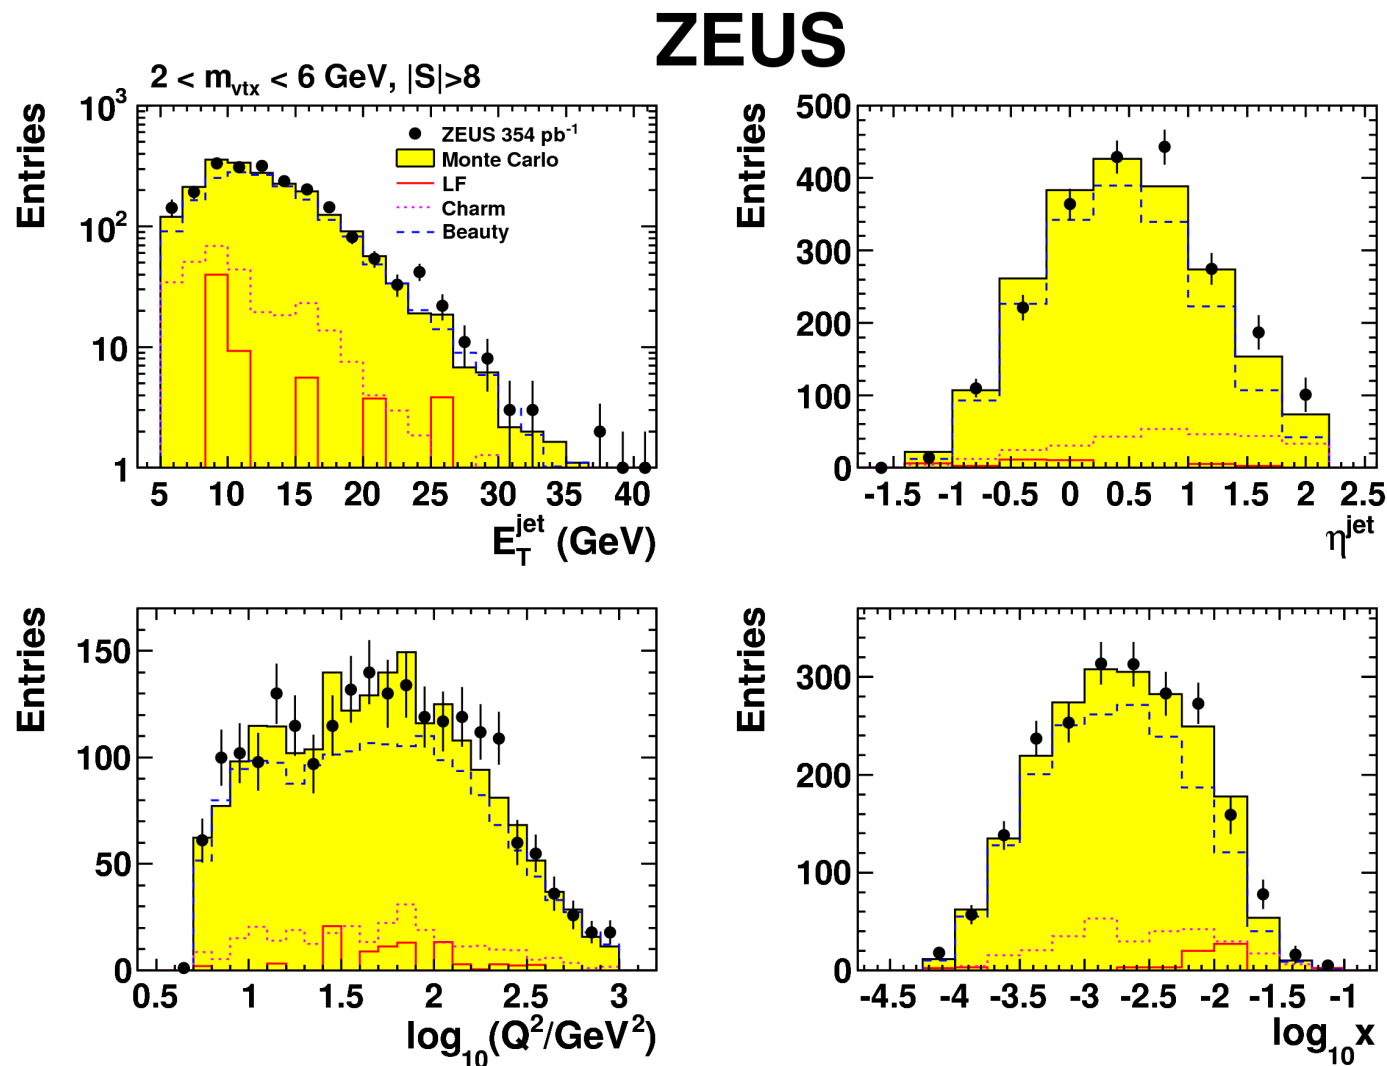 ZEUS
2 < m_vtx < 6 GeV, |S|>8
Entries
10³
10²
10
1
ZEUS 354 pb⁻¹
Monte Carlo
LF
Charm
Beauty
5 10 15 20 25 30 35 40
E_T^jet (GeV)
Entries
500
400
300
200
100
0
-1.5 -1 -0.5 0 0.5 1 1.5 2 2.5
η^jet
Entries
150
100
50
0
0.5 1 1.5 2 2.5 3
log₁₀(Q²/GeV²)
Entries
300
200
100
0
-4.5 -4 -3.5 -3 -2.5 -2 -1.5 -1
log₁₀x